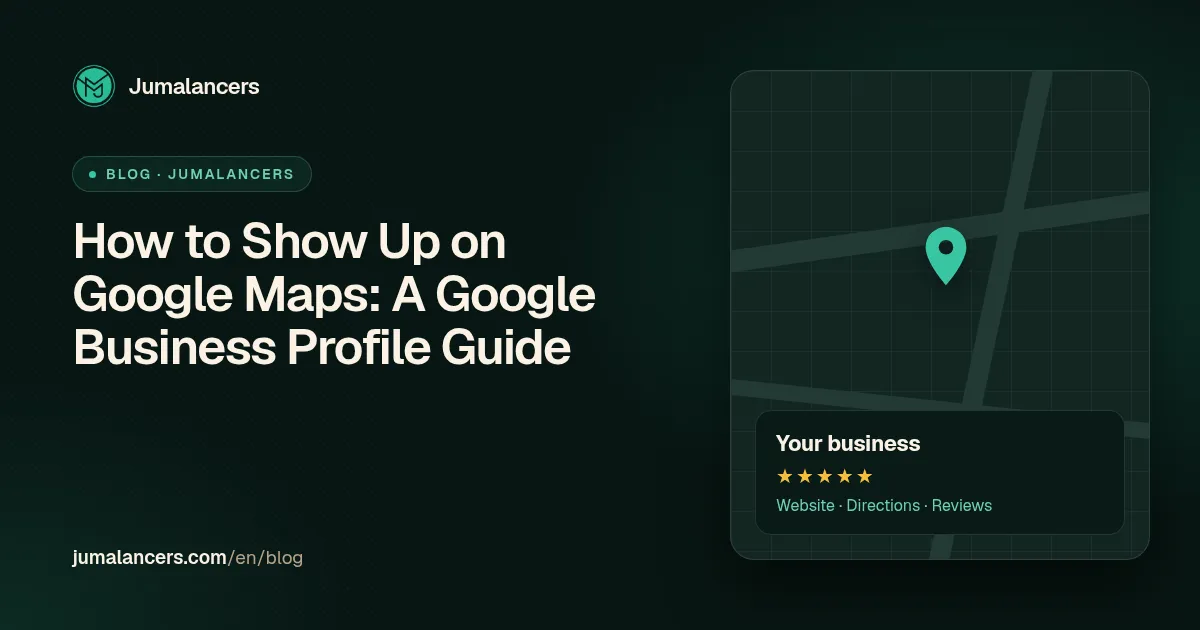 Jumalancers
BLOG · JUMALANCERS
How to Show Up on
Google Maps: A Google
Business Profile Guide
jumalancers.com/en/blog
Your business
★★★★★
Website · Directions · Reviews